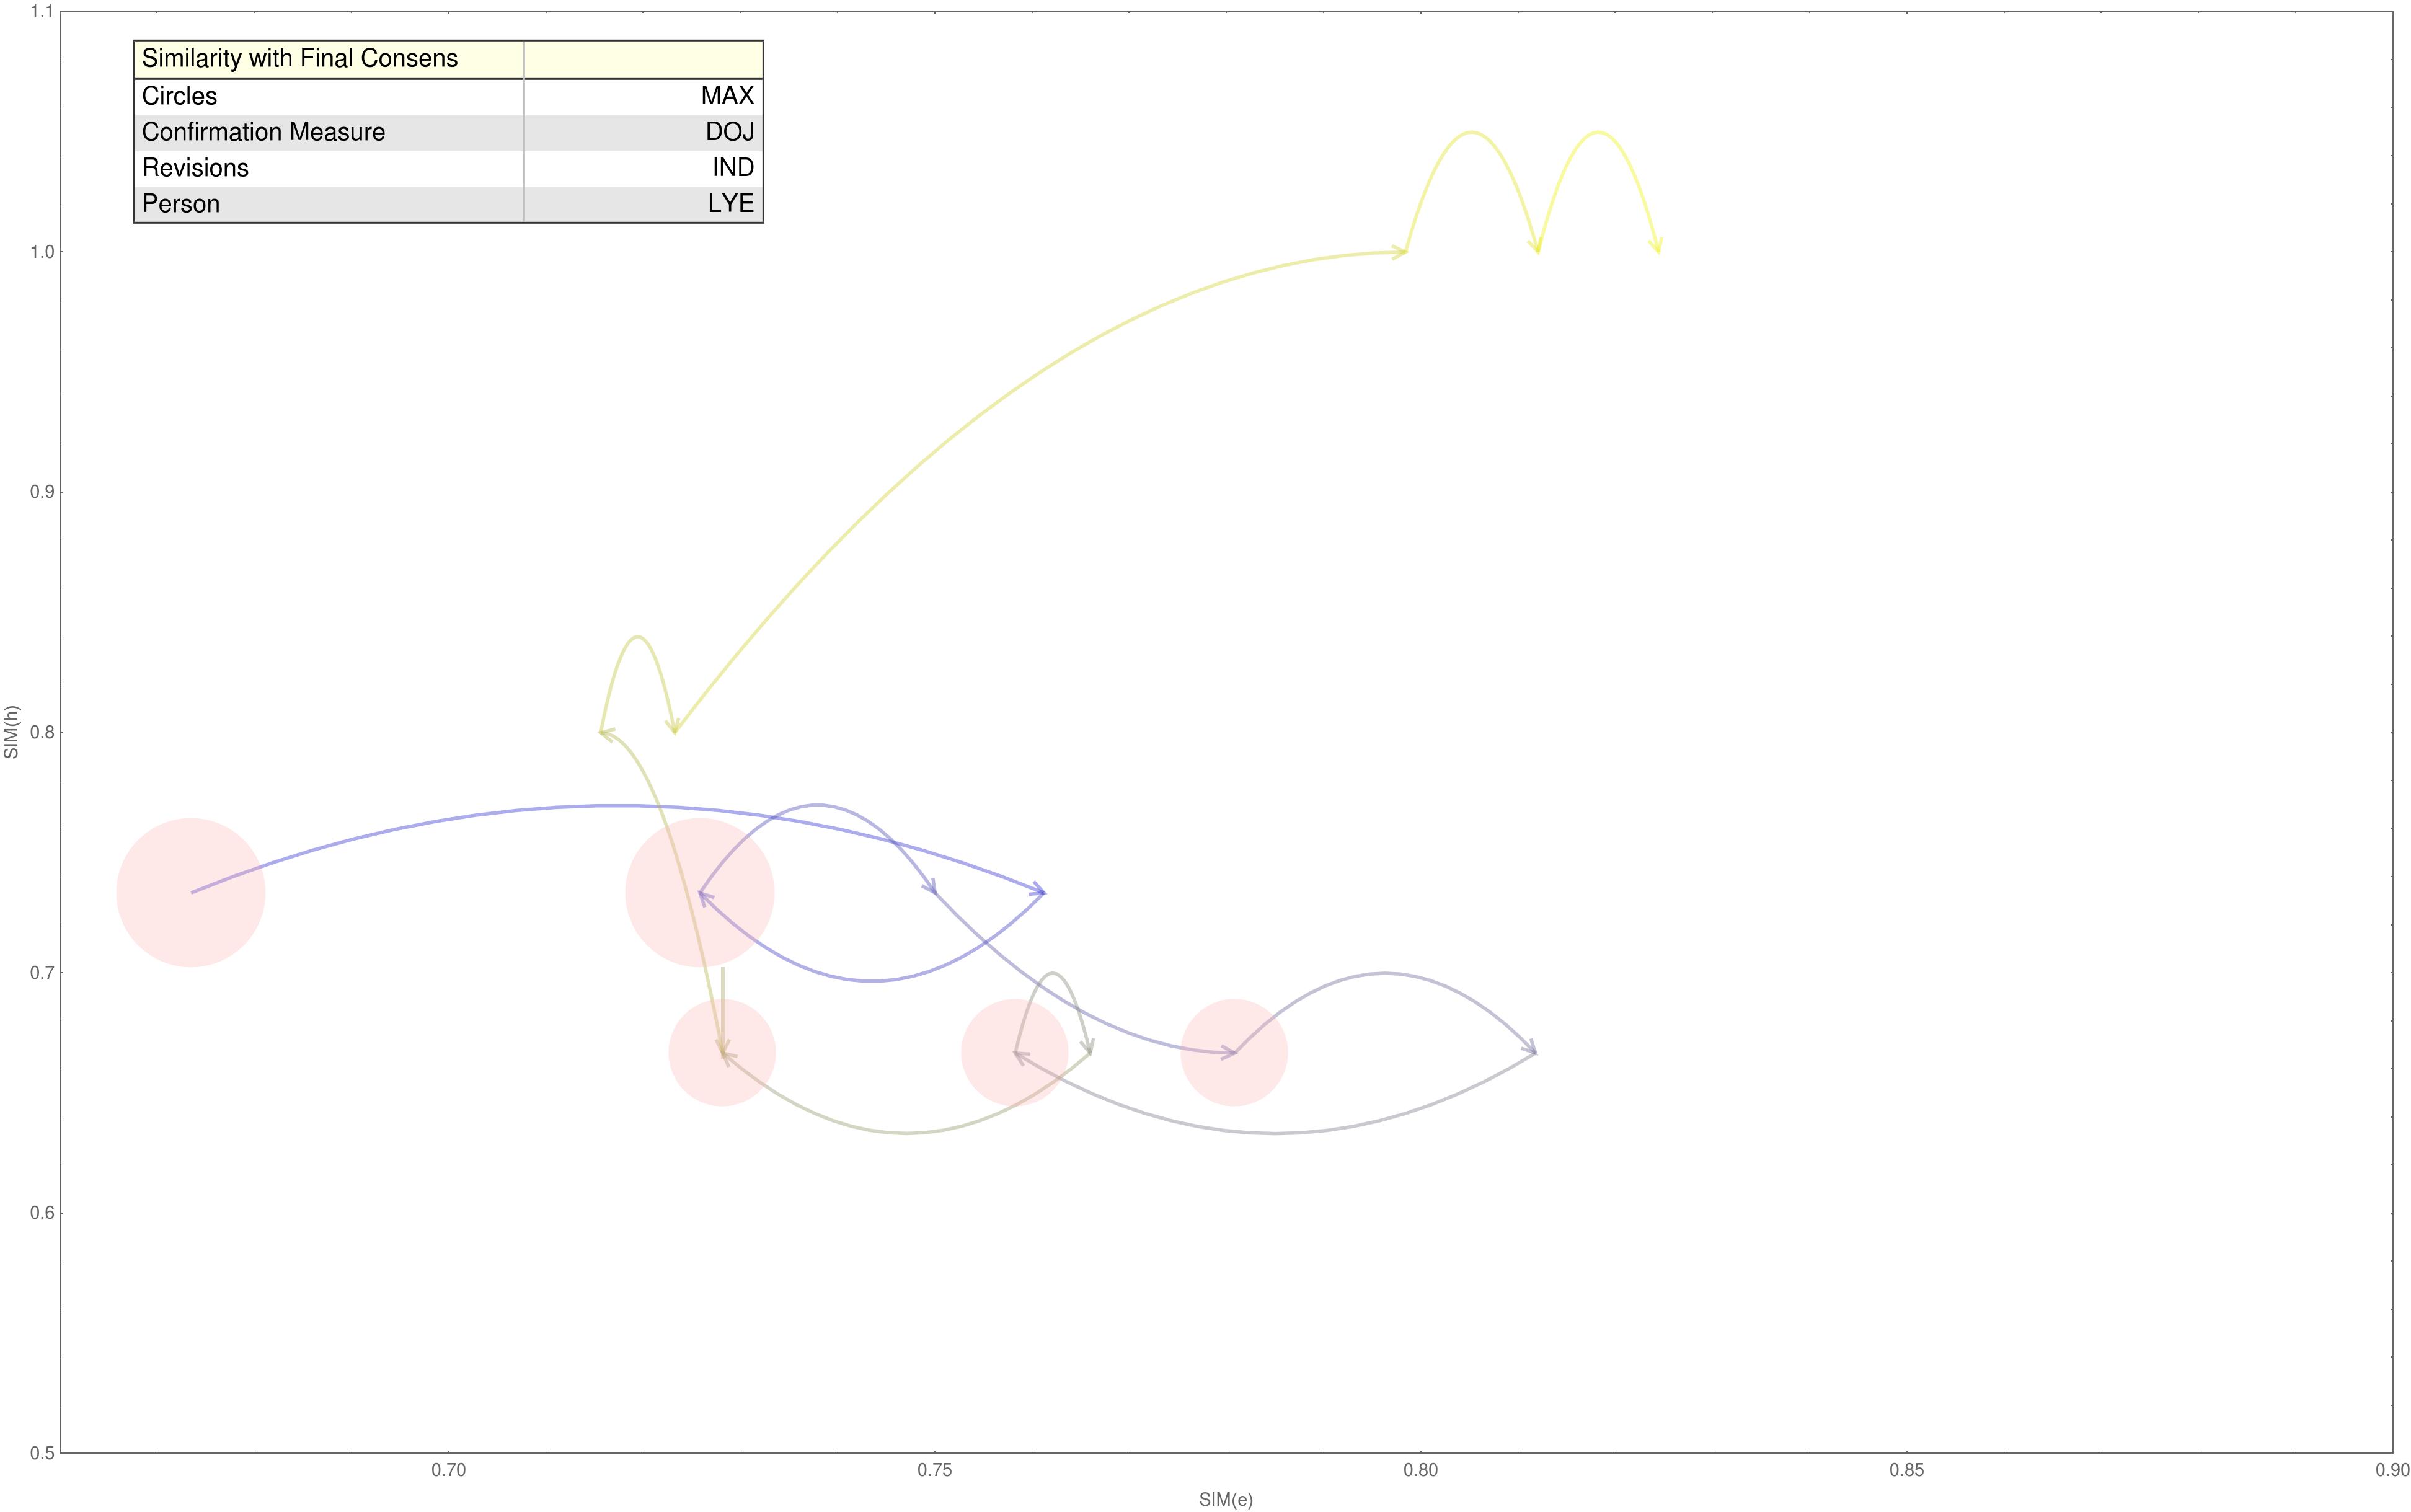 1.1
Similarity with Final Consens
Circles MAX
Confirmation Measure DOJ
Revisions IND
Person LYE
1.0
0.9
0.8
SIM(h)
0.7
0.6
0.5
0.70 0.75 0.80 0.85 0.90
SIM(e)